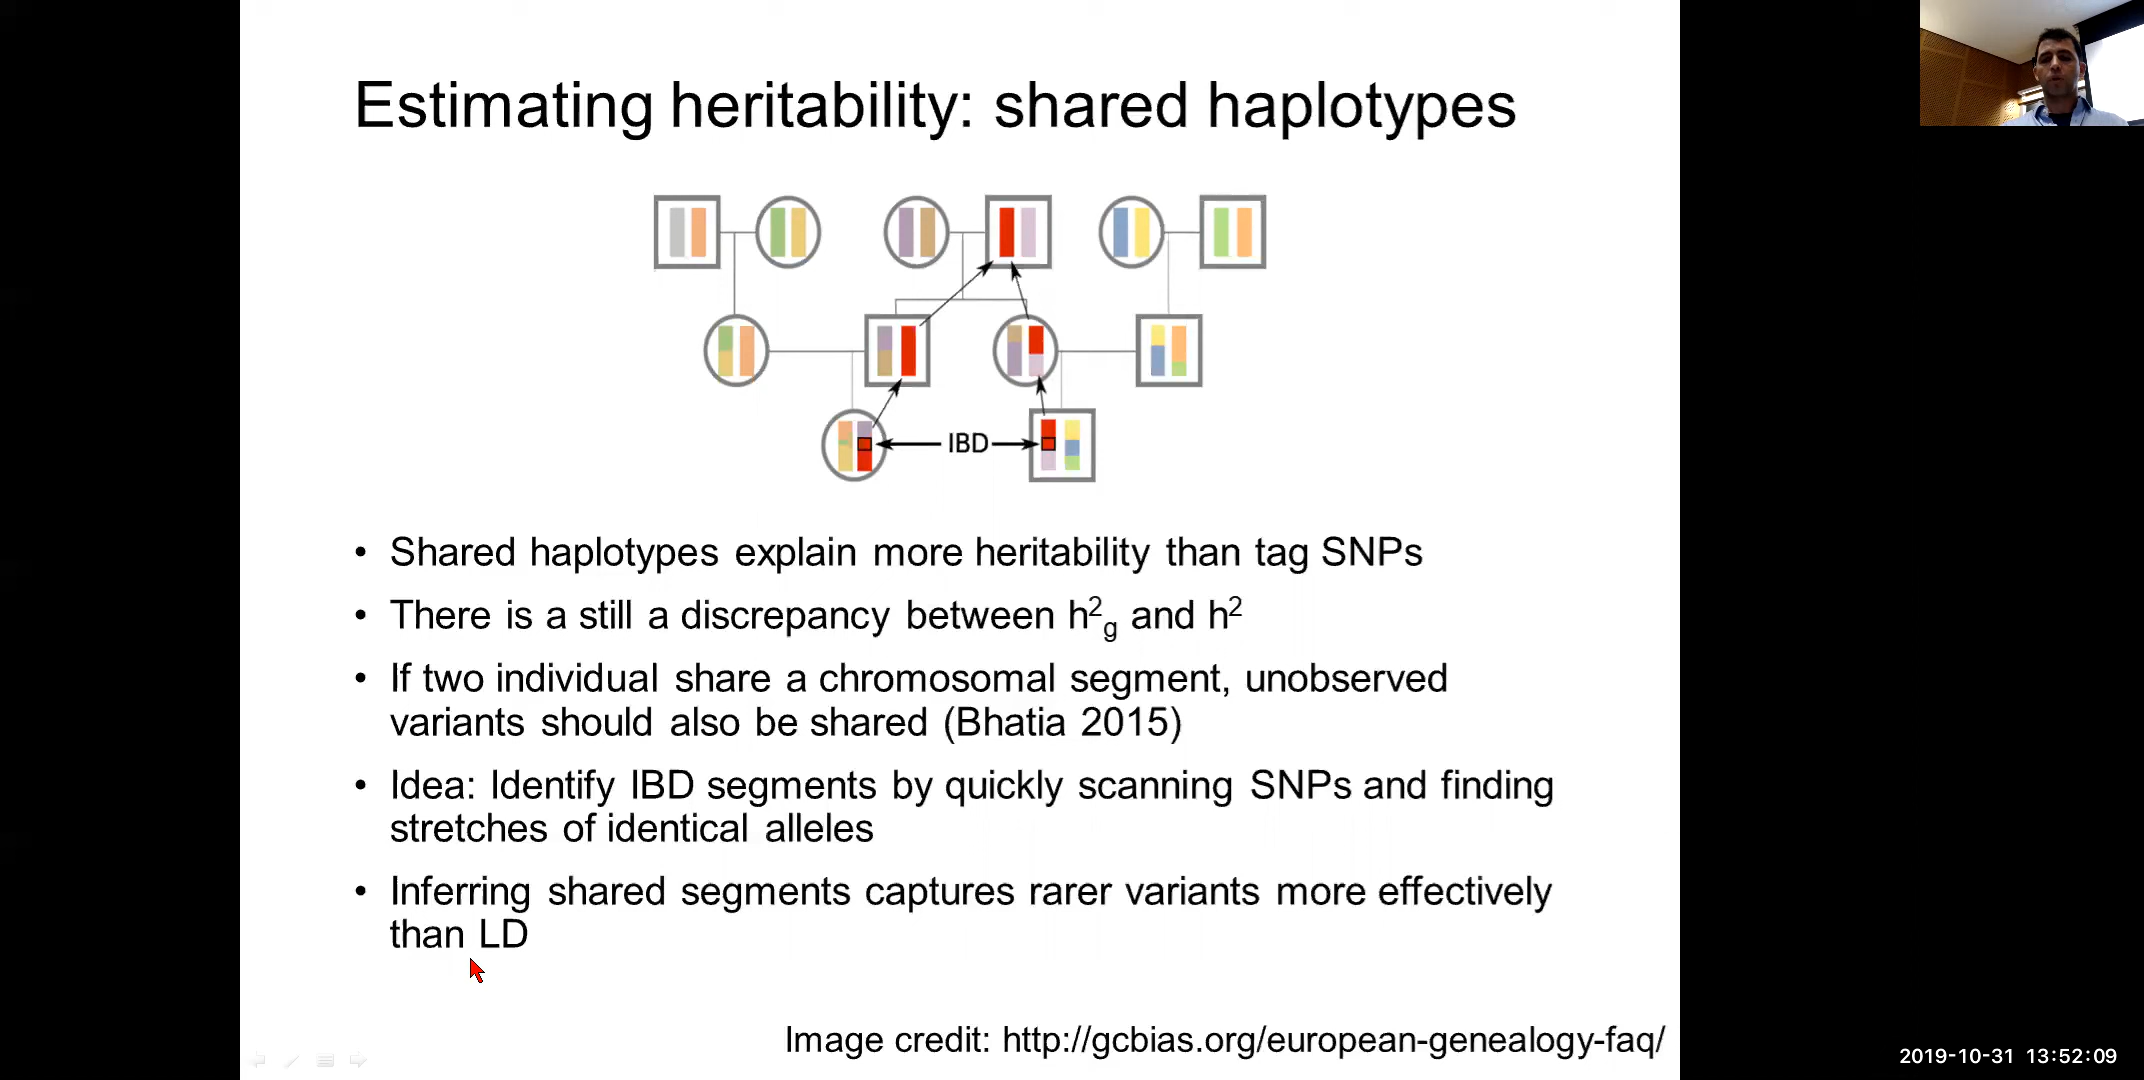 Estimating heritability: shared haplotypes
IBD
• Shared haplotypes explain more heritability than tag SNPs
• There is a still a discrepancy between h²g and h²
• If two individual share a chromosomal segment, unobserved
variants should also be shared (Bhatia 2015)
• Idea: Identify IBD segments by quickly scanning SNPs and finding
stretches of identical alleles
• Inferring shared segments captures rarer variants more effectively
than LD
Image credit: http://gcbias.org/european-genealogy-faq/
2019-10-31 13:52:09